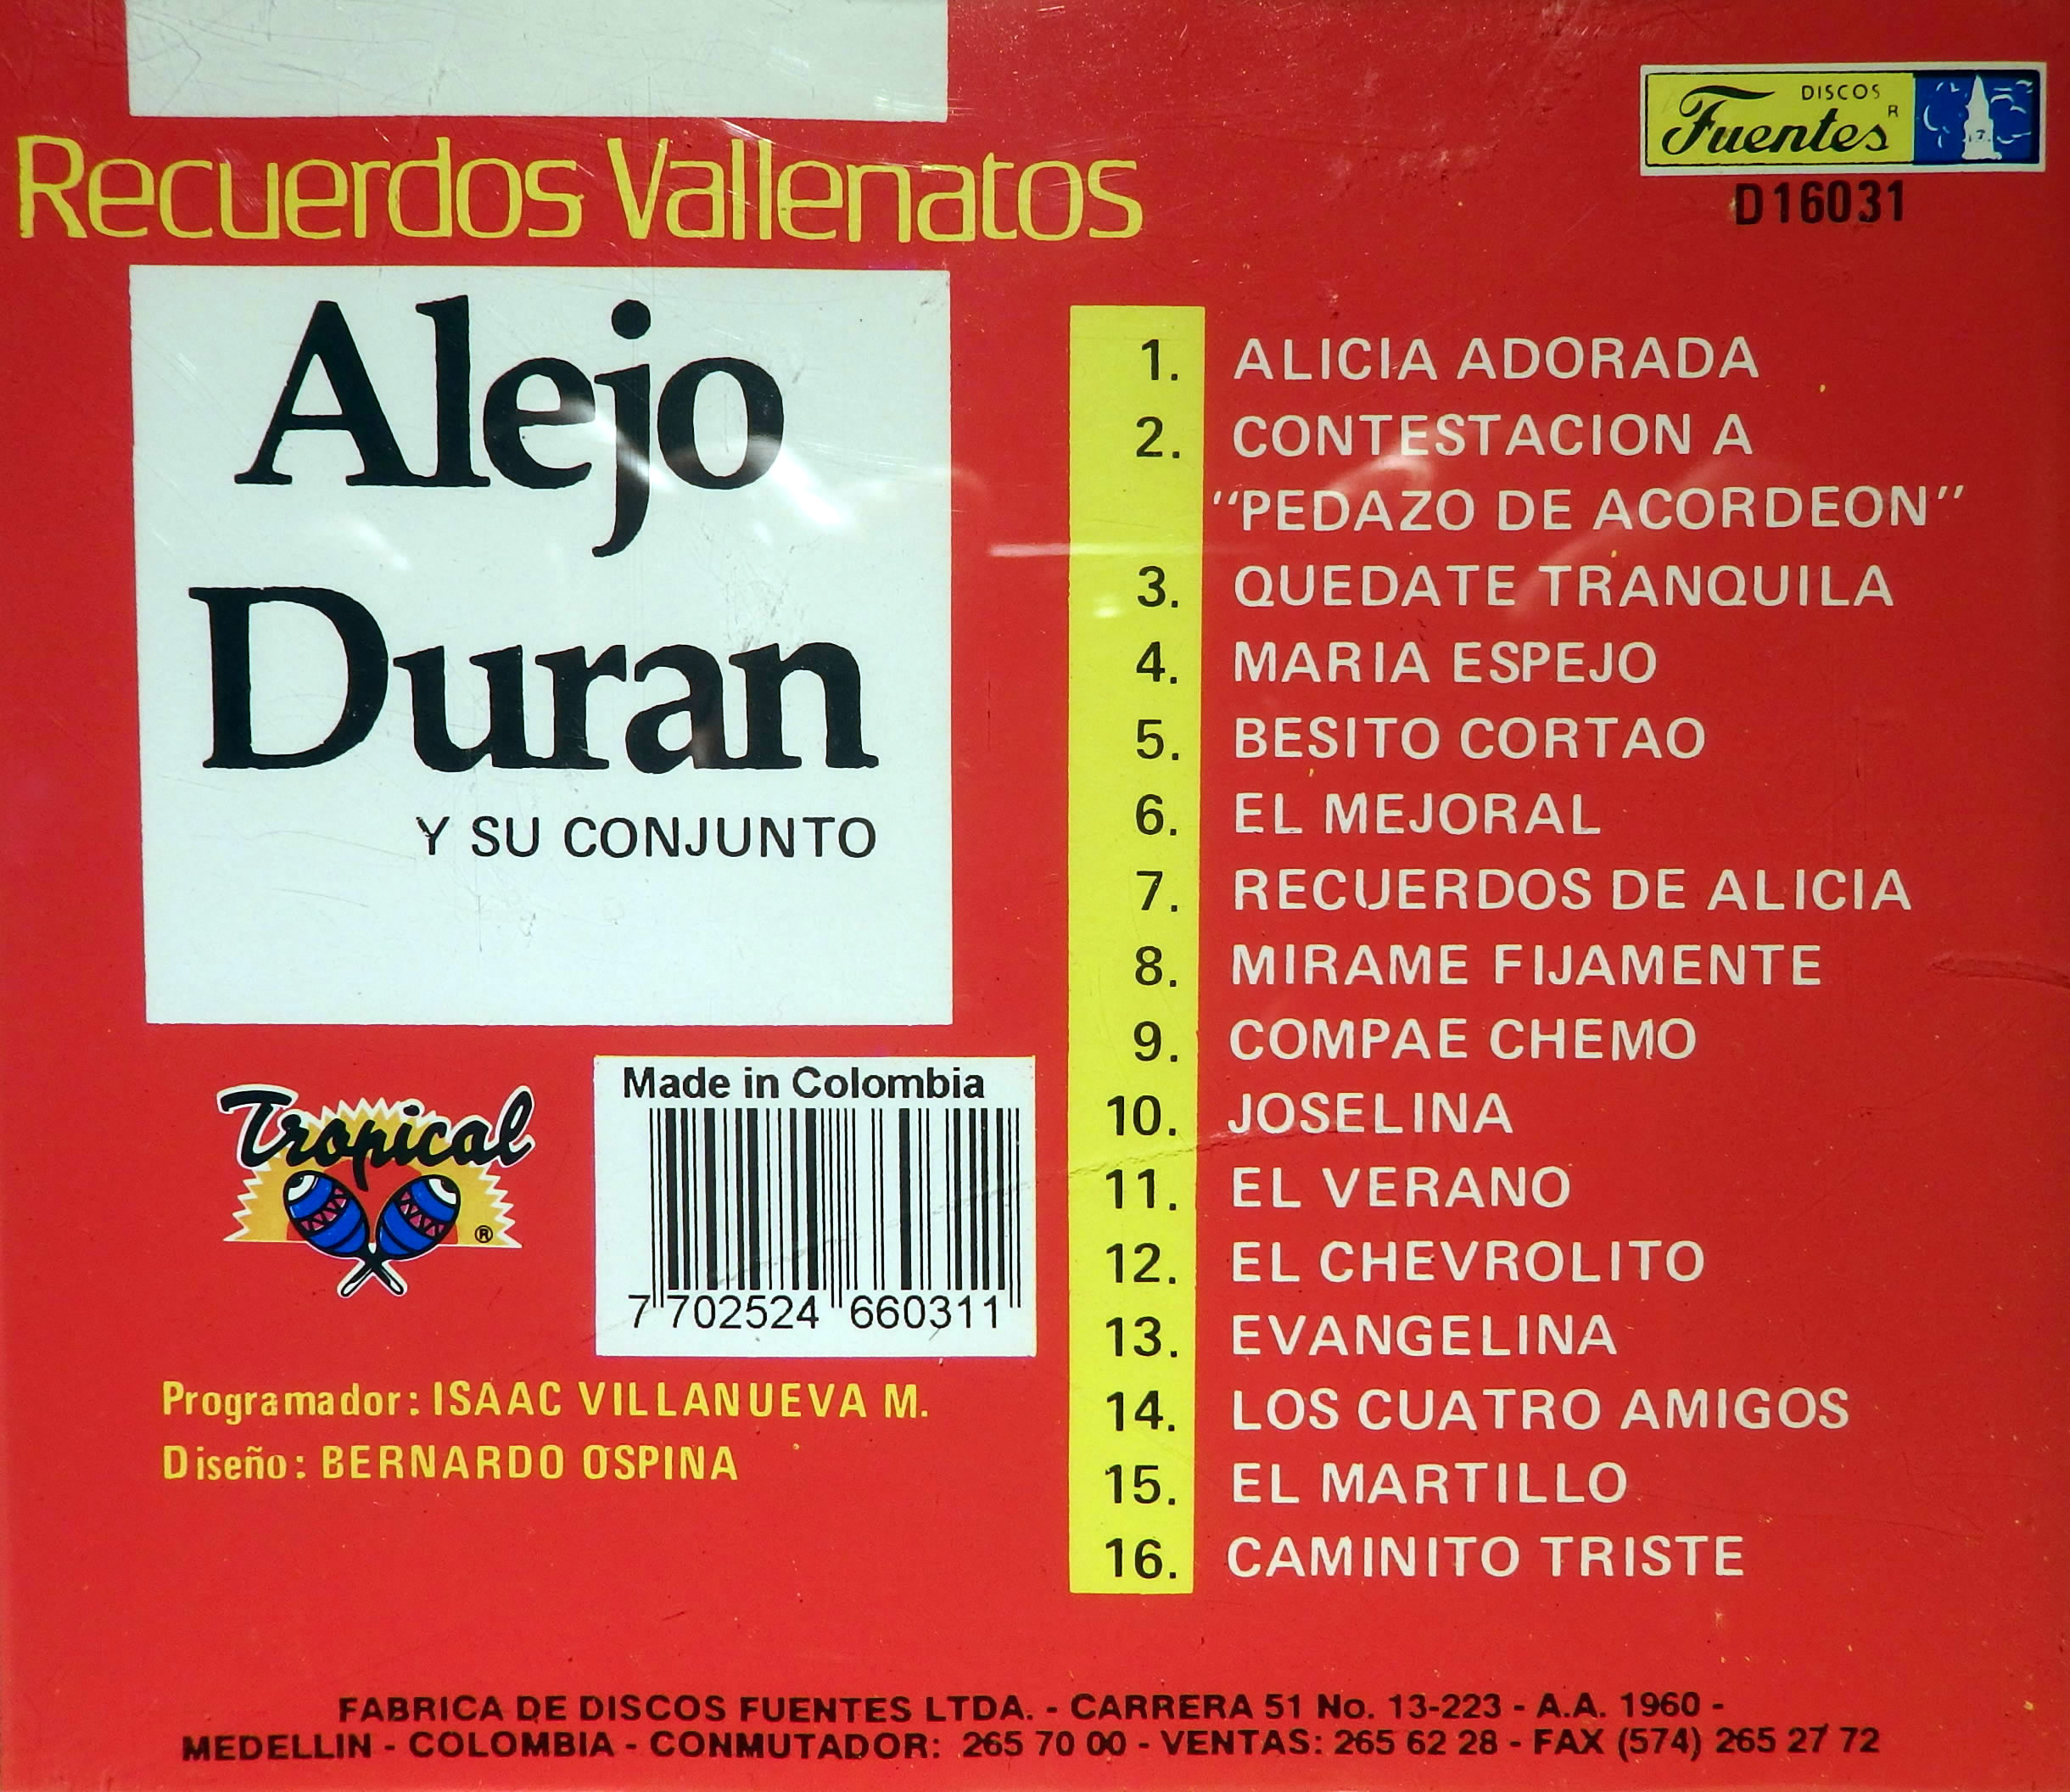 Recuerdos Vallenatos
DISCOS
Fuentes R
D16031
Alejo
Duran
Y SU CONJUNTO
1. ALICIA ADORADA
2. CONTESTACION A
"PEDAZO DE ACORDEON"
3. QUEDATE TRANQUILA
4. MARIA ESPEJO
5. BESITO CORTAO
6. EL MEJORAL
7. RECUERDOS DE ALICIA
8. MIRAME FIJAMENTE
9. COMPAE CHEMO
10. JOSELINA
11. EL VERANO
12. EL CHEVROLITO
13. EVANGELINA
14. LOS CUATRO AMIGOS
15. EL MARTILLO
16. CAMINITO TRISTE
Tropical
®
Made in Colombia
7 702524 660311
Programador: ISAAC VILLANUEVA M.
Diseño: BERNARDO OSPINA
FABRICA DE DISCOS FUENTES LTDA. - CARRERA 51 No. 13-223 - A.A. 1960 -
MEDELLIN - COLOMBIA - CONMUTADOR: 265 70 00 - VENTAS: 265 62 28 - FAX (574) 265 27 72